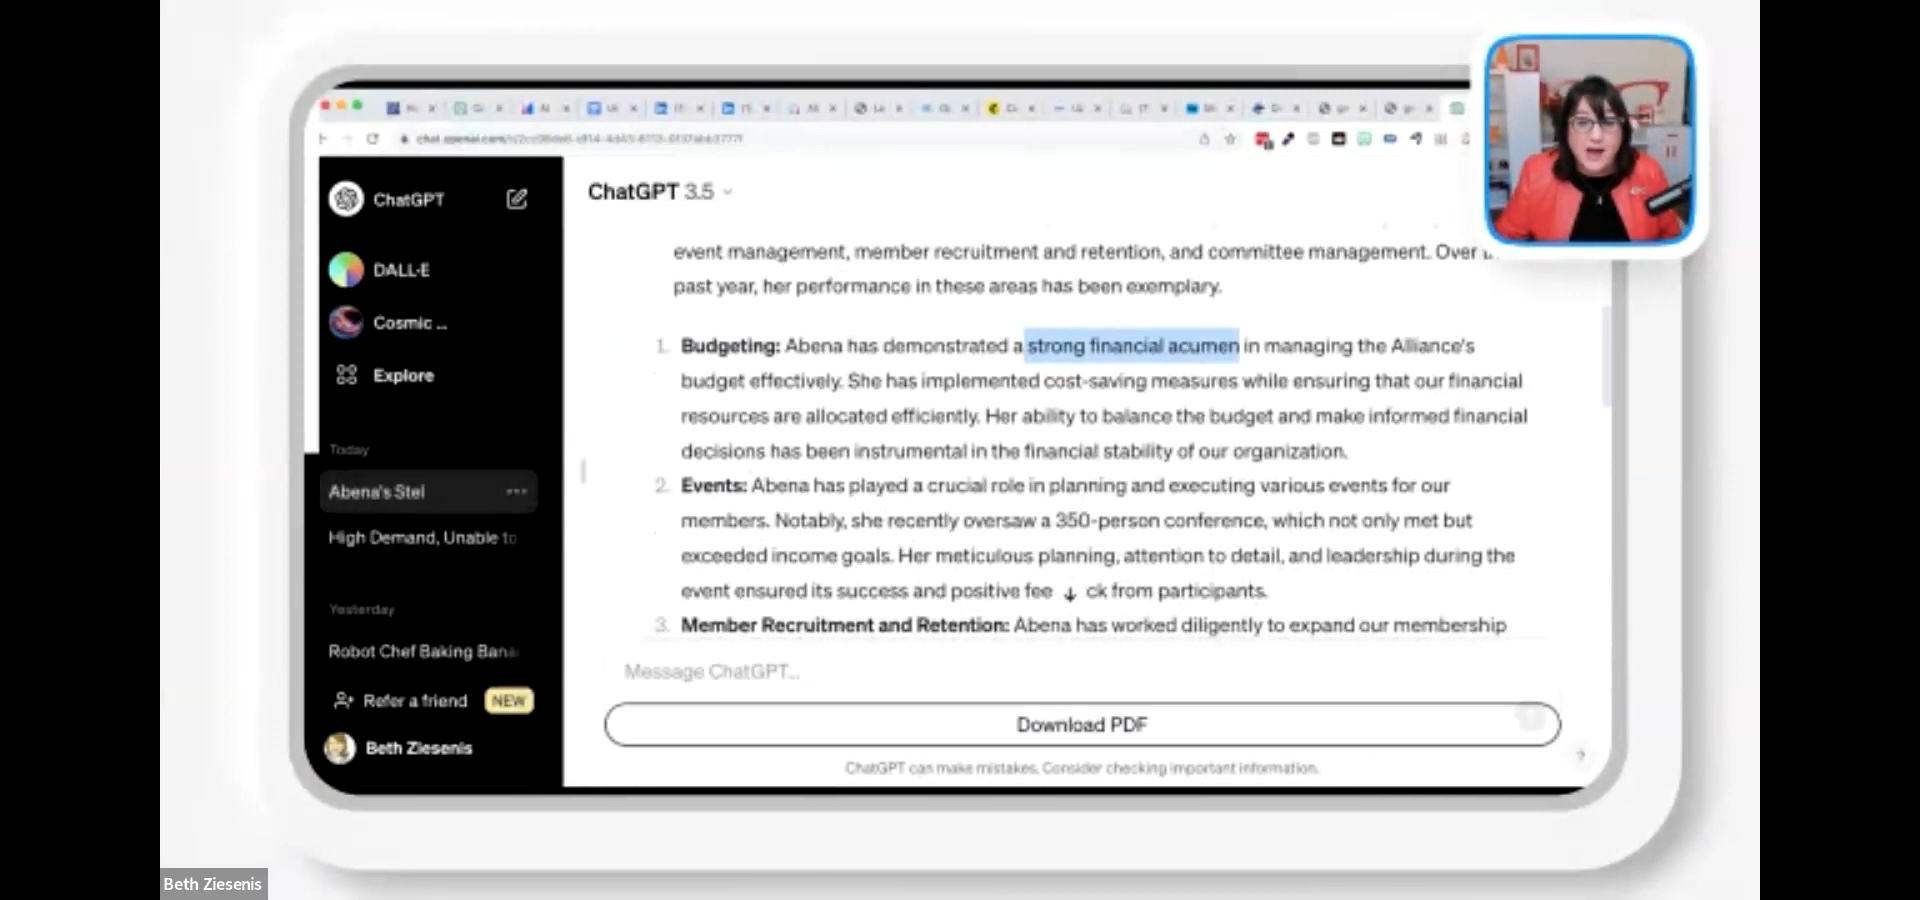 ChatGPT
DALL·E
Cosmic ...
Explore
Today
Abena's Stel
High Demand, Unable to
Yesterday
Robot Chef Baking Bana
Refer a friend NEW
Beth Ziesenis
ChatGPT 3.5
event management, member recruitment and retention, and committee management. Over
past year, her performance in these areas has been exemplary.
1. Budgeting: Abena has demonstrated a strong financial acumen in managing the Alliance's
budget effectively. She has implemented cost-saving measures while ensuring that our financial
resources are allocated efficiently. Her ability to balance the budget and make informed financial
decisions has been instrumental in the financial stability of our organization.
2. Events: Abena has played a crucial role in planning and executing various events for our
members. Notably, she recently oversaw a 350-person conference, which not only met but
exceeded income goals. Her meticulous planning, attention to detail, and leadership during the
event ensured its success and positive fee ck from participants.
3. Member Recruitment and Retention: Abena has worked diligently to expand our membership
Message ChatGPT...
Download PDF
ChatGPT can make mistakes. Consider checking important information.
?
Beth Ziesenis